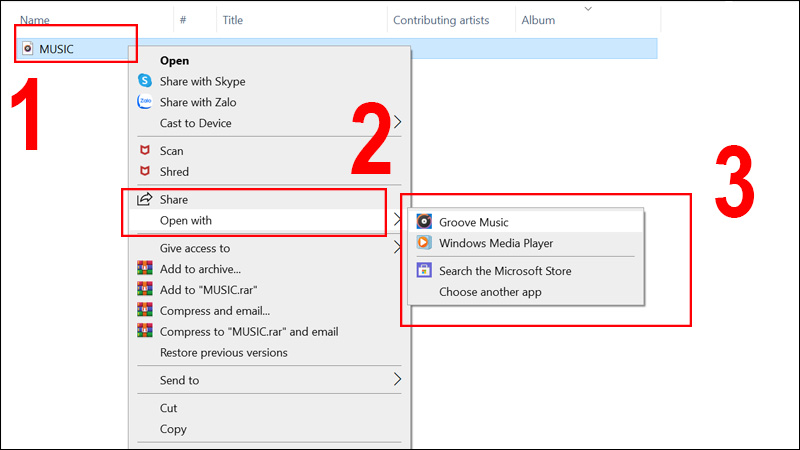 Name # Title Contributing artists Album
MUSIC
1
Open
Share with Skype
Share with Zalo
Cast to Device
2
Scan
Shred
Share
Open with
3
Groove Music
Windows Media Player
Search the Microsoft Store
Choose another app
Give access to
Add to archive...
Add to "MUSIC.rar"
Compress and email...
Compress to "MUSIC.rar" and email
Restore previous versions
Send to
Cut
Copy